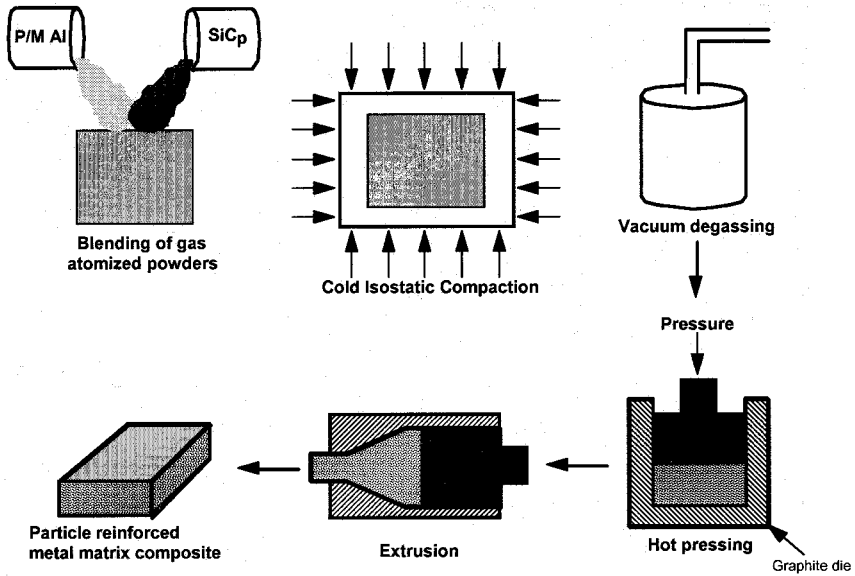 P/M Al
SiCp
Blending of gas
atomized powders
Cold Isostatic Compaction
Vacuum degassing
Pressure
Particle reinforced
metal matrix composite
Extrusion
Hot pressing
Graphite die